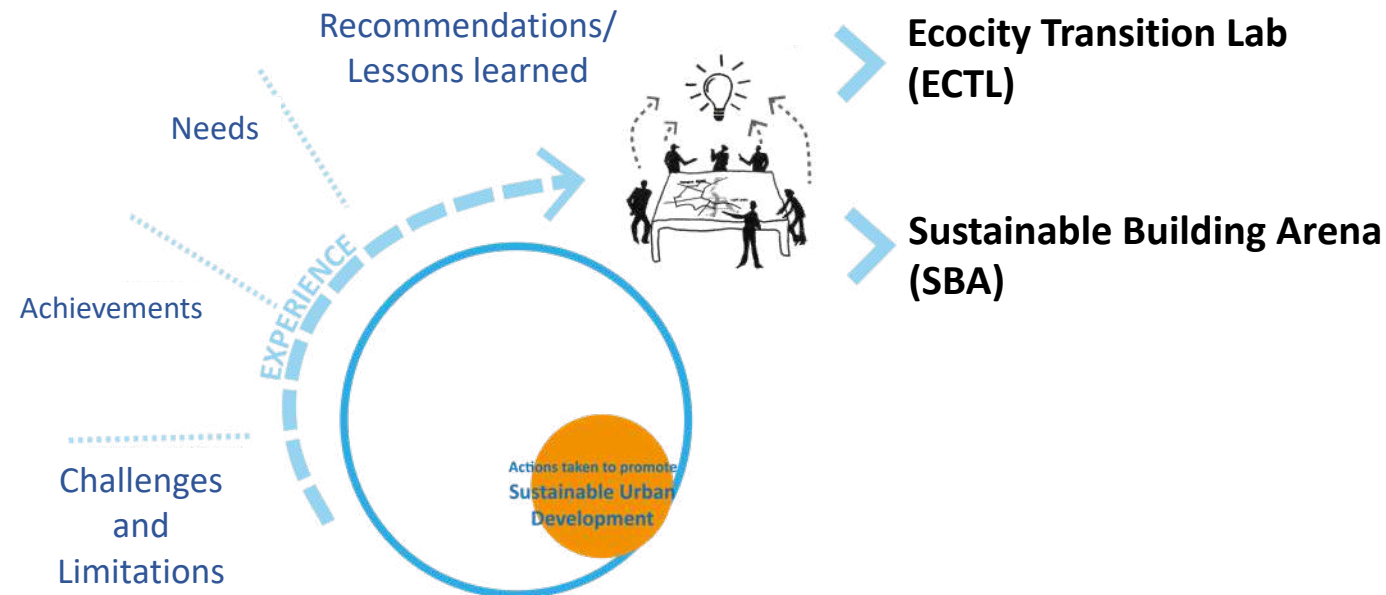 Recommendations/
Lessons learned
Needs
Achievements
Challenges
and
Limitations
EXPERIENCE
Actions taken to promote
Sustainable Urban
Development
Ecocity Transition Lab
(ECTL)
Sustainable Building Arena
(SBA)